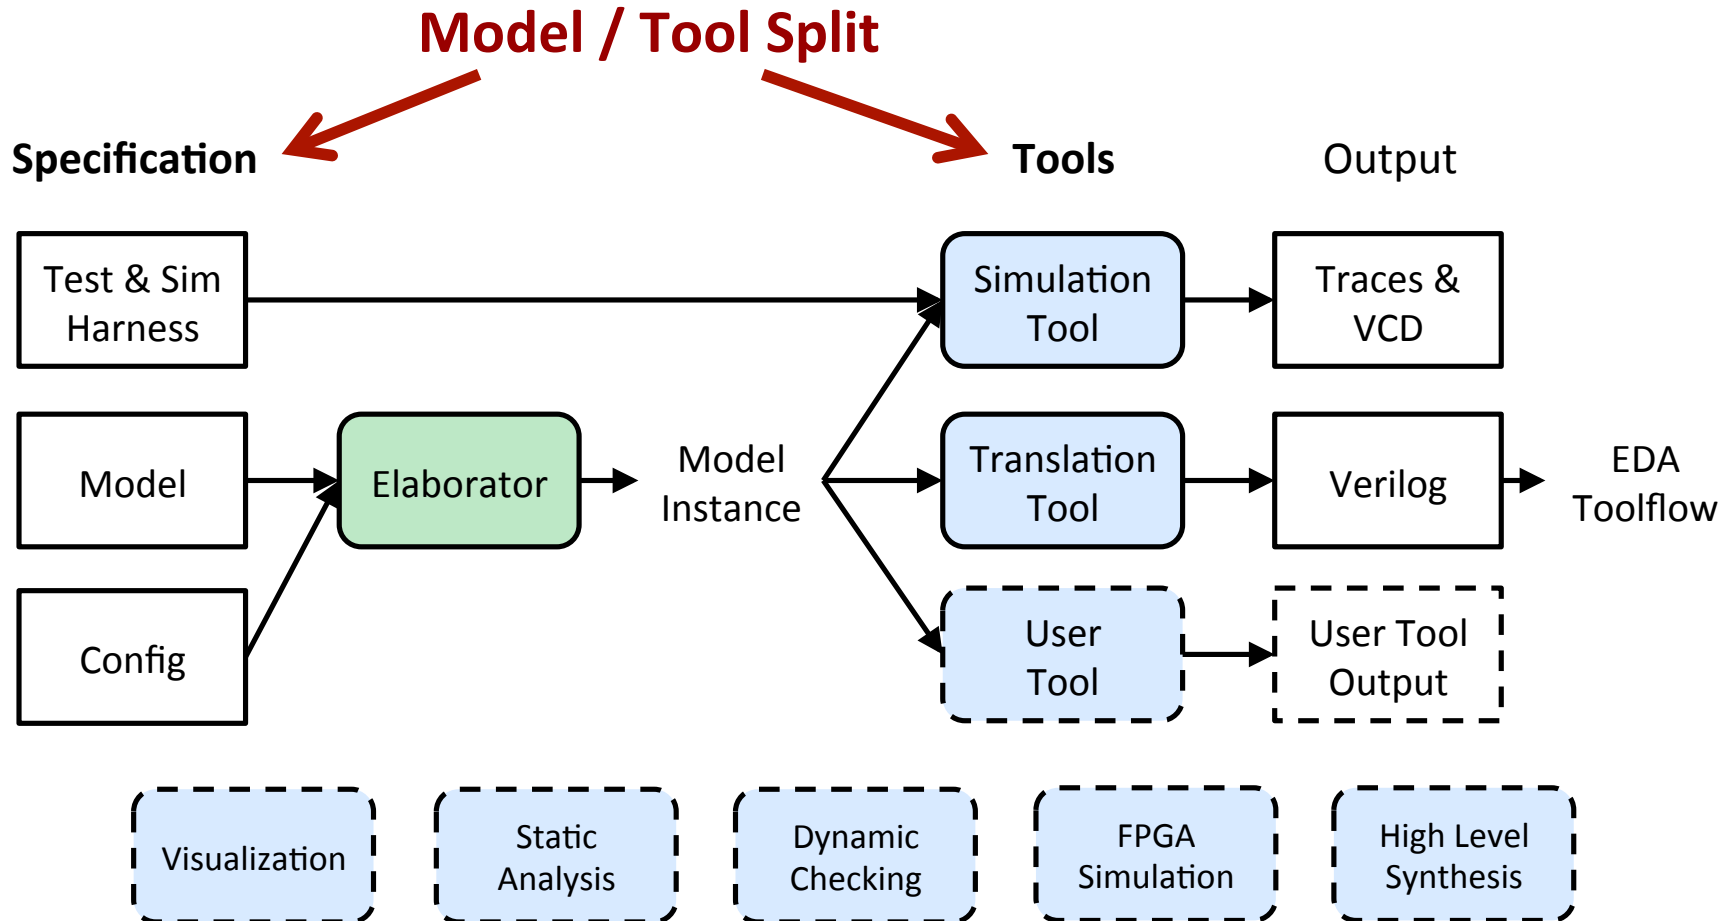 Model / Tool Split
Specification
Tools
Output
Test & Sim
Harness
Simulation
Tool
Traces &
VCD
Model
Elaborator
Model
Instance
Translation
Tool
Verilog
EDA
Toolflow
Config
User
Tool
User Tool
Output
Visualization
Static
Analysis
Dynamic
Checking
FPGA
Simulation
High Level
Synthesis